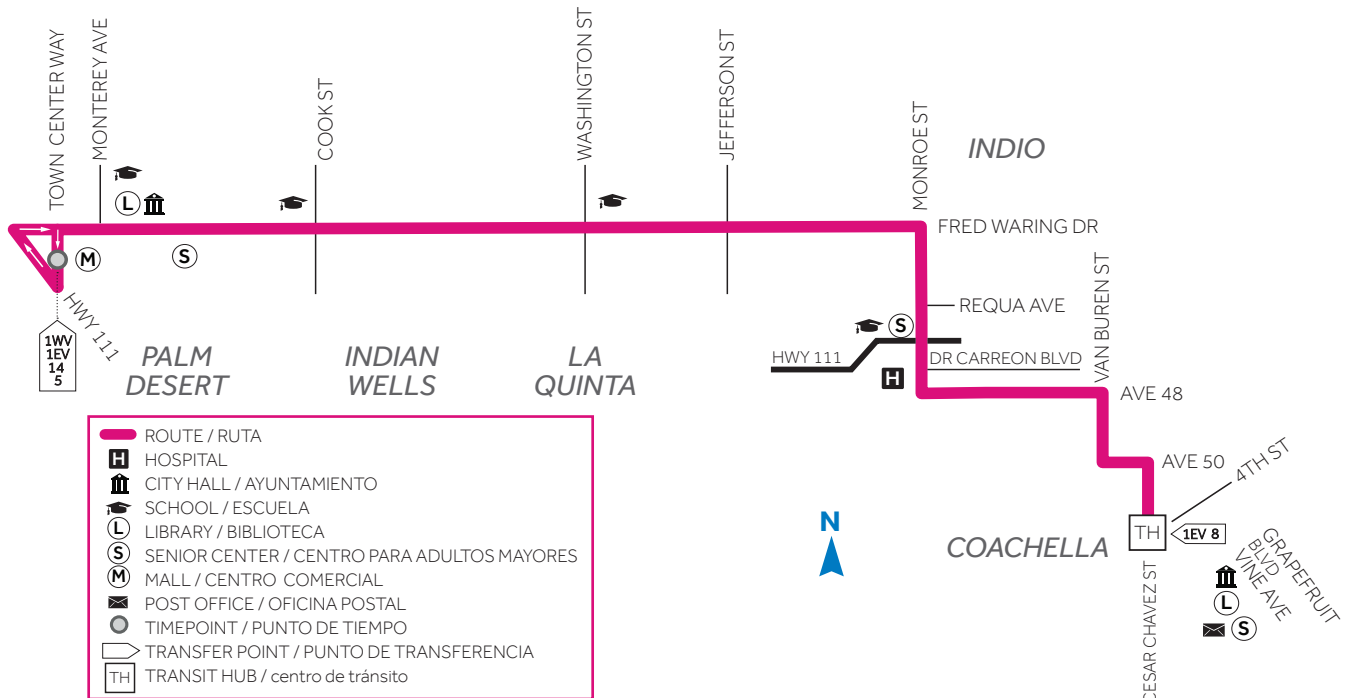 TOWN CENTER WAY
MONTEREY AVE
COOK ST
WASHINGTON ST
JEFFERSON ST
MONROE ST
INDIO
L
FRED WARING DR
M
S
VAN BUREN ST
REQUA AVE
HWY 111
S
1WV
1EV
14
5
PALM
DESERT
INDIAN
WELLS
LA
QUINTA
HWY 111
DR CARREON BLVD
H
AVE 48
ROUTE / RUTA
H
HOSPITAL
CITY HALL / AYUNTAMIENTO
SCHOOL / ESCUELA
L
LIBRARY / BIBLIOTECA
S
SENIOR CENTER / CENTRO PARA ADULTOS MAYORES
M
MALL / CENTRO COMERCIAL
POST OFFICE / OFICINA POSTAL
TIMEPOINT / PUNTO DE TIEMPO
TRANSFER POINT / PUNTO DE TRANSFERENCIA
TH
TRANSIT HUB / centro de tránsito
N
AVE 50
4TH ST
COACHELLA
TH
1EV 8
GRAPEFRUIT
BLVD
VINE AVE
L
S
CESAR CHAVEZ ST